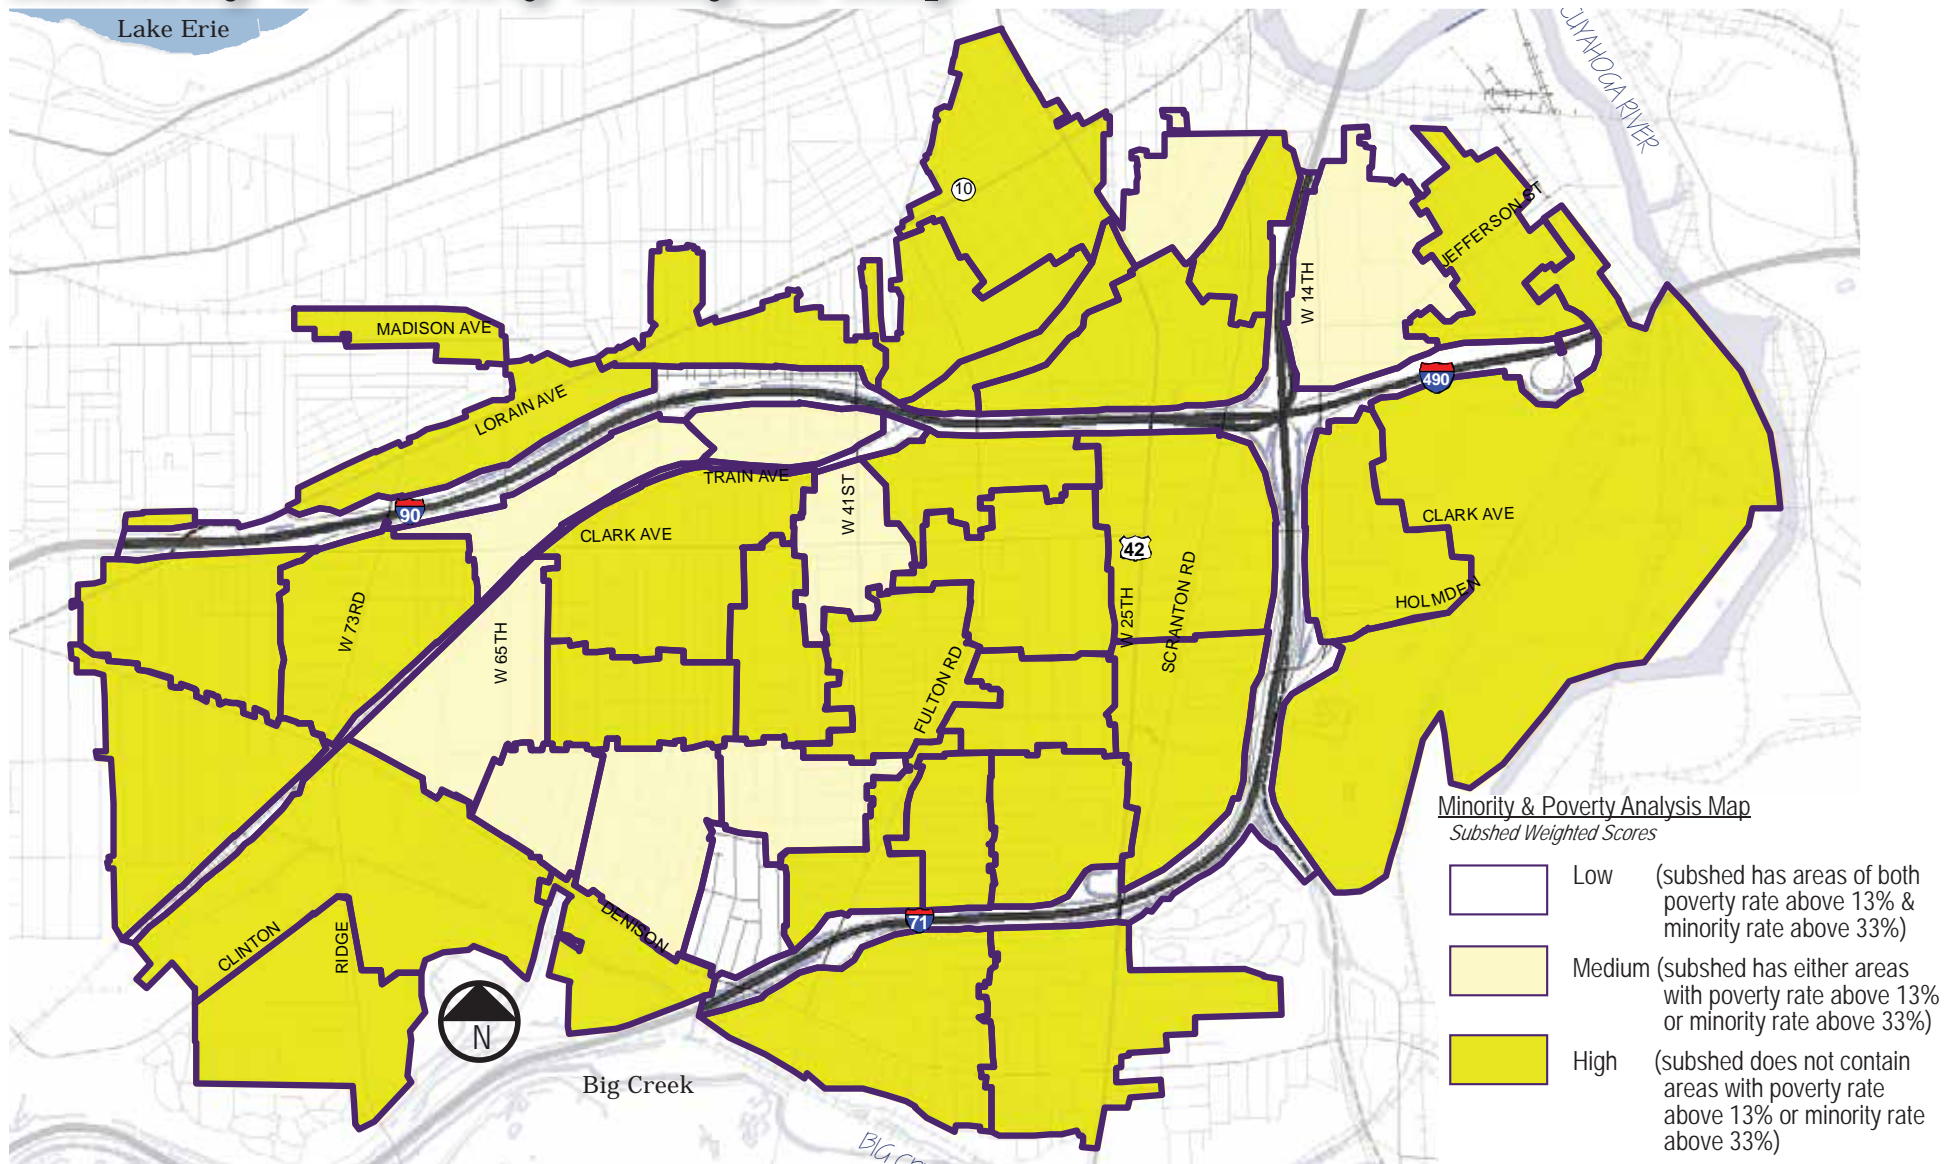 Lake Erie
CUYAHOGA RIVER
10
JEFFERSON ST
W 14TH
MADISON AVE
490
LORAIN AVE
TRAIN AVE
W 41ST
90
CLARK AVE
CLARK AVE
42
W 73RD
W 65TH
W 25TH
SCRANTON RD
HOLMDEN
FULTON RD
Minority & Poverty Analysis Map
Subshed Weighted Scores
Low (subshed has areas of both
poverty rate above 13% &
minority rate above 33%)
Medium (subshed has either areas
with poverty rate above 13%
or minority rate above 33%)
High (subshed does not contain
areas with poverty rate
above 13% or minority rate
above 33%)
71
DENISON
CLINTON
RIDGE
N
Big Creek
BIG